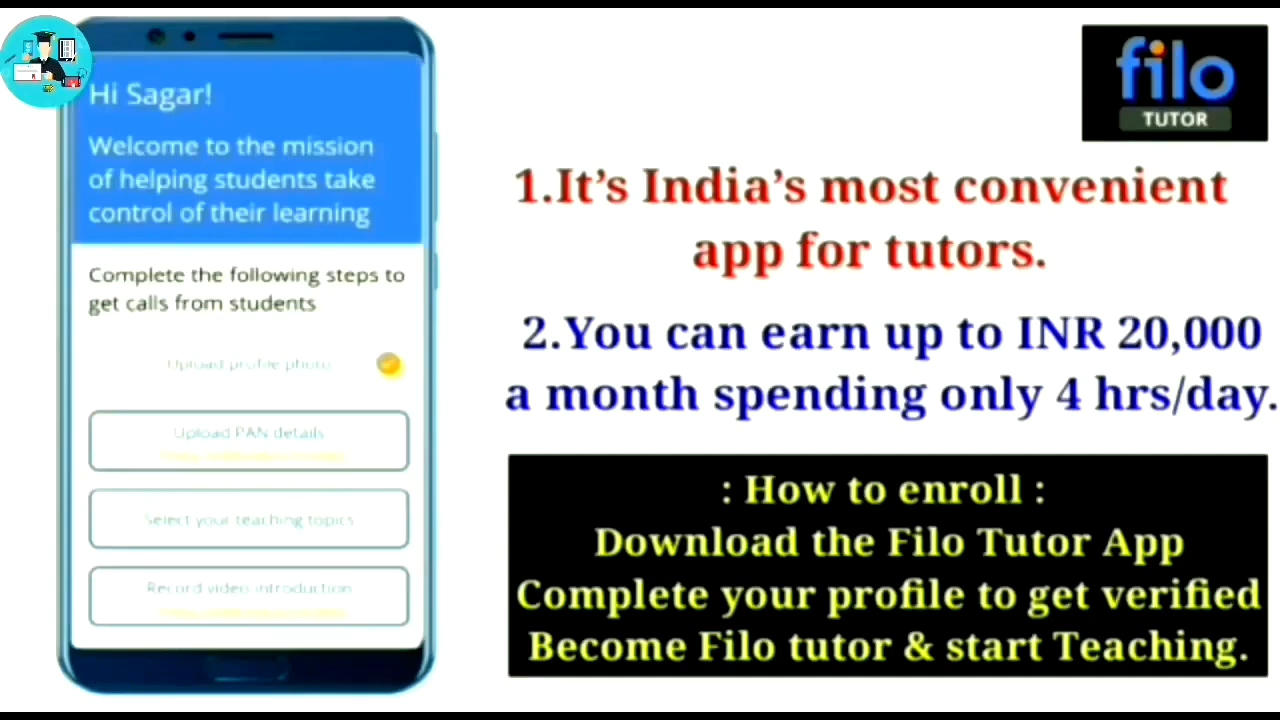 Hi Sagar!
Welcome to the mission
of helping students take
control of their learning
Complete the following steps to
get calls from students
Upload profile photo
Upload PAN details
Select your teaching topics
Record video introduction
filo
TUTOR
1.It's India's most convenient
app for tutors.
2.You can earn up to INR 20,000
a month spending only 4 hrs/day.
: How to enroll :
Download the Filo Tutor App
Complete your profile to get verified
Become Filo tutor & start Teaching.